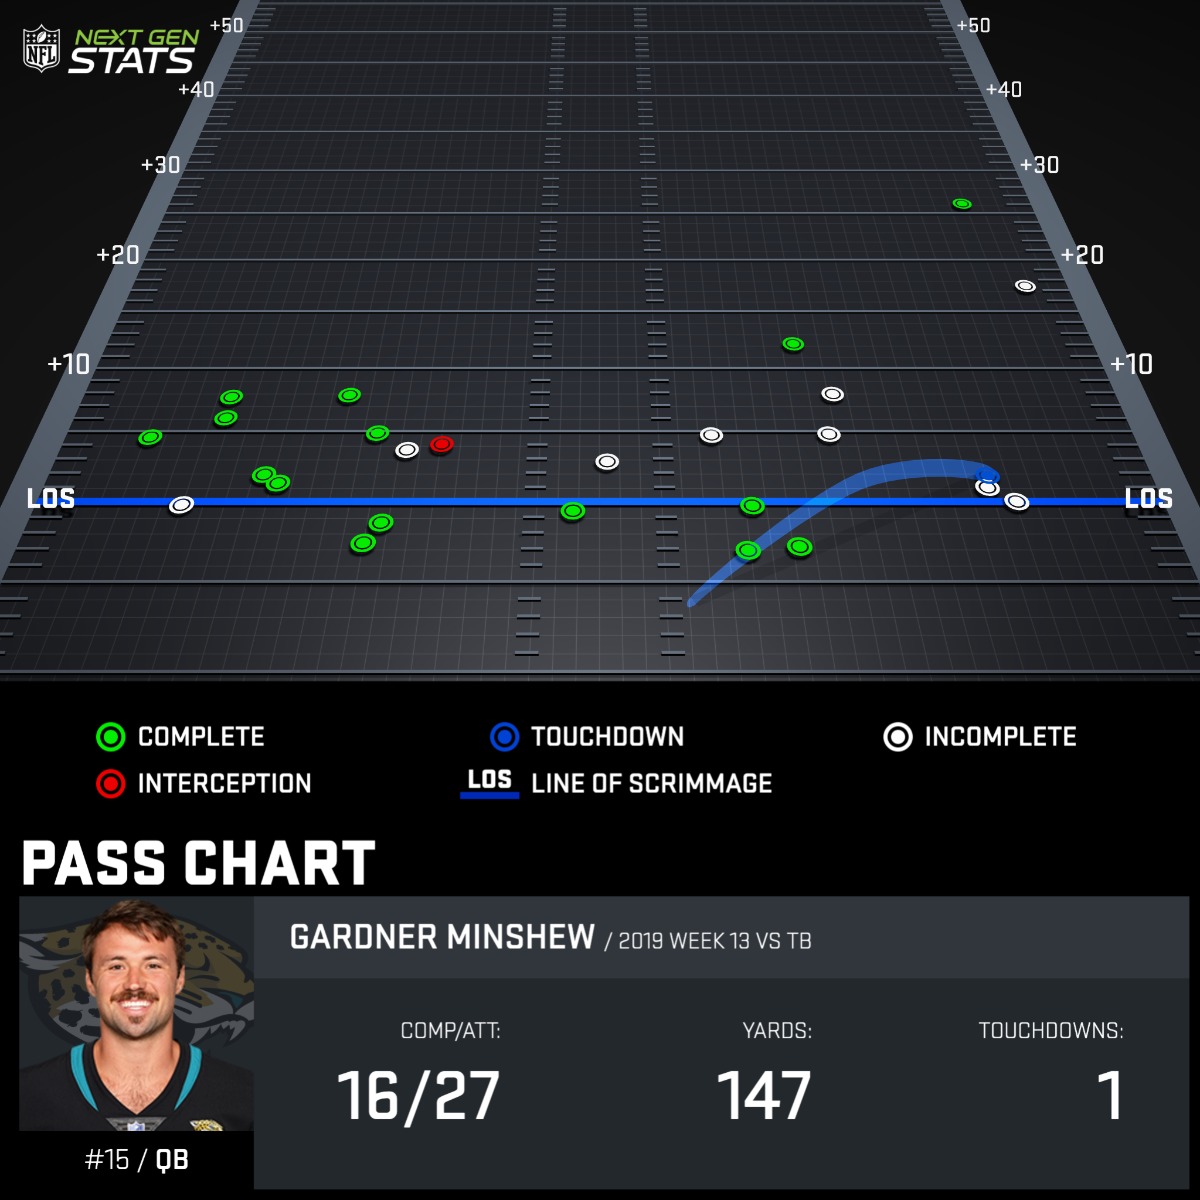 NFL
NEXT GEN
STATS
+50 +50
+40 +40
+30 +30
+20 +20
+10 +10
LOS LOS
COMPLETE TOUCHDOWN INCOMPLETE
INTERCEPTION LOS LINE OF SCRIMMAGE
PASS CHART
GARDNER MINSHEW / 2019 WEEK 13 VS TB
COMP/ATT: YARDS: TOUCHDOWNS:
16/27 147 1
#15 / QB